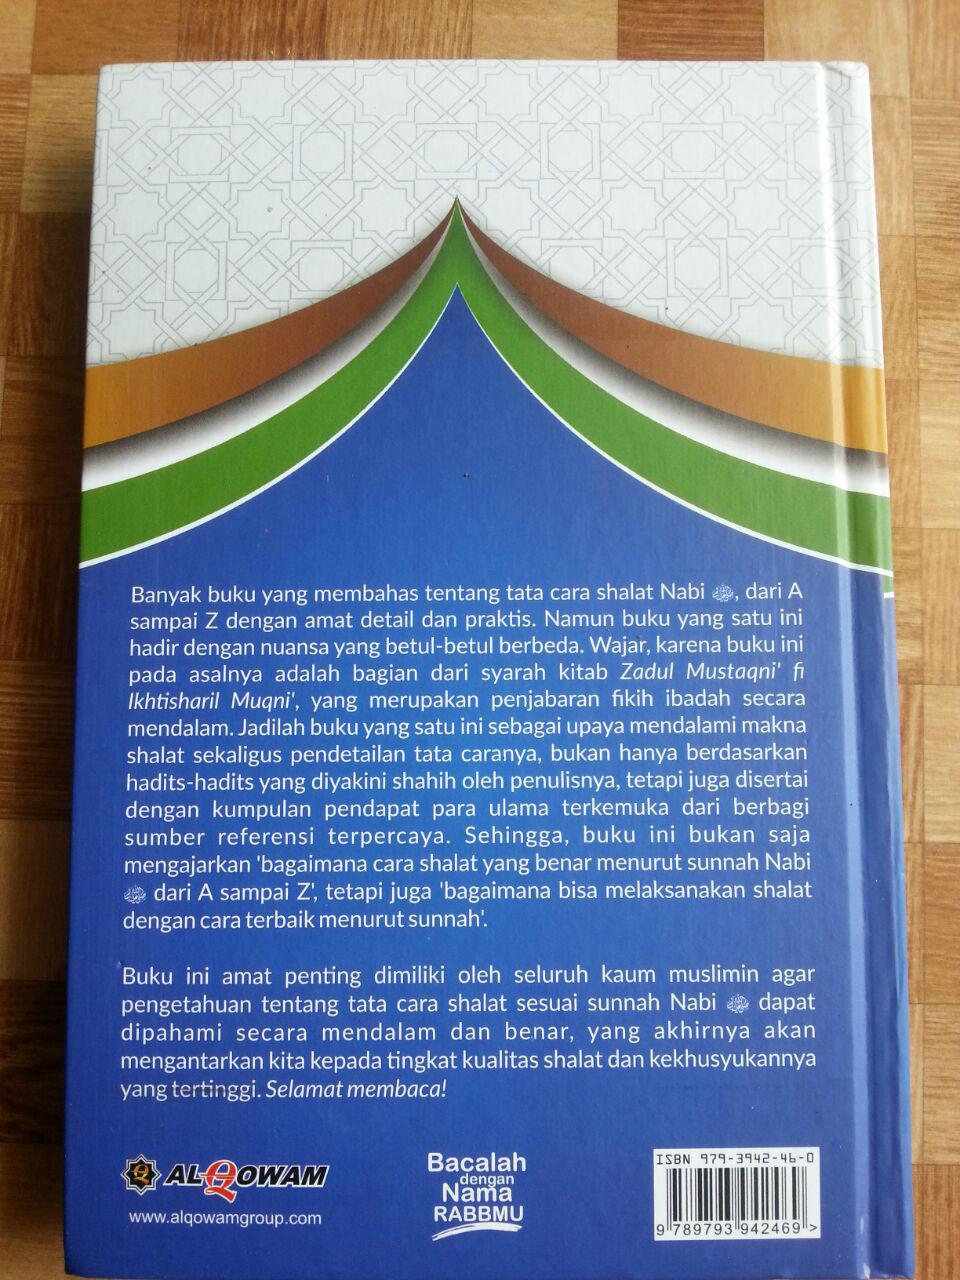 Banyak buku yang membahas tentang tata cara shalat Nabi ﷺ, dari A
sampai Z dengan amat detail dan praktis. Namun buku yang satu ini
hadir dengan nuansa yang betul-betul berbeda. Wajar, karena buku ini
pada asalnya adalah bagian dari syarah kitab Zadul Mustaqni' fi
Ikhtisharil Muqni', yang merupakan penjabaran fikih ibadah secara
mendalam. Jadilah buku yang satu ini sebagai upaya mendalami makna
shalat sekaligus pendetailan tata caranya, bukan hanya berdasarkan
hadits-hadits yang diyakini shahih oleh penulisnya, tetapi juga disertai
dengan kumpulan pendapat para ulama terkemuka dari berbagi
sumber referensi terpercaya. Sehingga, buku ini bukan saja
mengajarkan 'bagaimana cara shalat yang benar menurut sunnah Nabi
ﷺ dari A sampai Z', tetapi juga 'bagaimana bisa melaksanakan shalat
dengan cara terbaik menurut sunnah'.
Buku ini amat penting dimiliki oleh seluruh kaum muslimin agar
pengetahuan tentang tata cara shalat sesuai sunnah Nabi ﷺ dapat
dipahami secara mendalam dan benar, yang akhirnya akan
mengantarkan kita kepada tingkat kualitas shalat dan kekhusyukannya
yang tertinggi. Selamat membaca!
AL-QOWAM
www.alqowamgroup.com
Bacalah
dengan
Nama
RABBMU
ISBN 979-3942-46-0
9 789793 942469 >